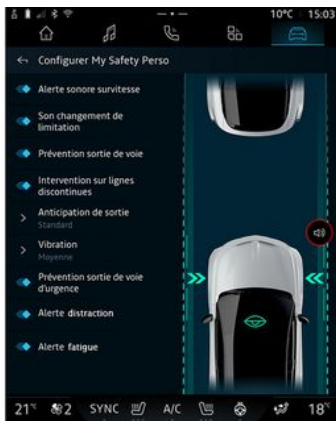 10°C 15:03
Configurer My Safety Perso
Alerte sonore survitesse
Son changement de
limitation
Prévention sortie de voie
Intervention sur lignes
discontinues
Anticipation de sortie
Standard
Vibration
Moyenne
Prévention sortie de voie
d'urgence
Alerte distraction
Alerte fatigue
21°C 2 SYNC A/C 18°C